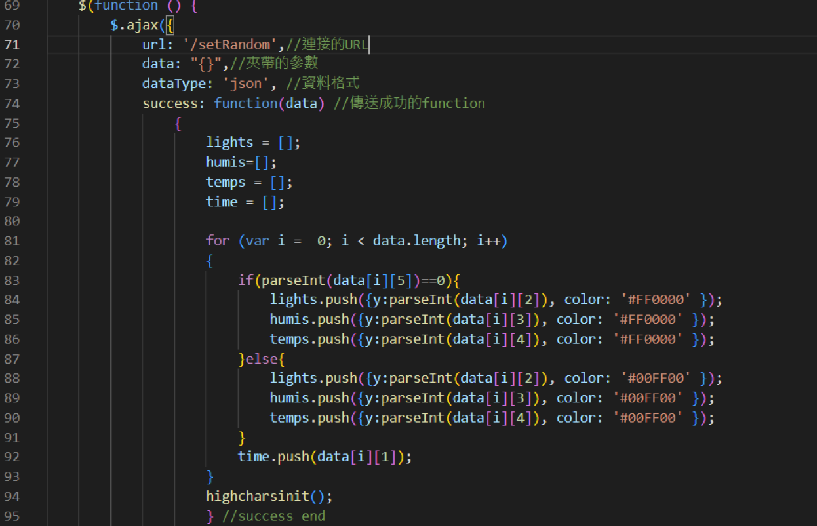 69 $(function () {
70 $.ajax({
71 url: '/setRandom',//連接的URL
72 data: "{}",//夾帶的參數
73 dataType: 'json', //資料格式
74 success: function(data) //傳送成功的function
75 {
76 lights = [];
77 humis=[];
78 temps = [];
79 time = [];
80
81 for (var i =  0; i < data.length; i++)
82 {
83 if(parseInt(data[i][5])==0){
84 lights.push({y:parseInt(data[i][2]), color: '#FF0000' });
85 humis.push({y:parseInt(data[i][3]), color: '#FF0000' });
86 temps.push({y:parseInt(data[i][4]), color: '#FF0000' });
87 }else{
88 lights.push({y:parseInt(data[i][2]), color: '#00FF00' });
89 humis.push({y:parseInt(data[i][3]), color: '#00FF00' });
90 temps.push({y:parseInt(data[i][4]), color: '#00FF00' });
91 }
92 time.push(data[i][1]);
93 }
94 highcharsinit();
95 } //success end